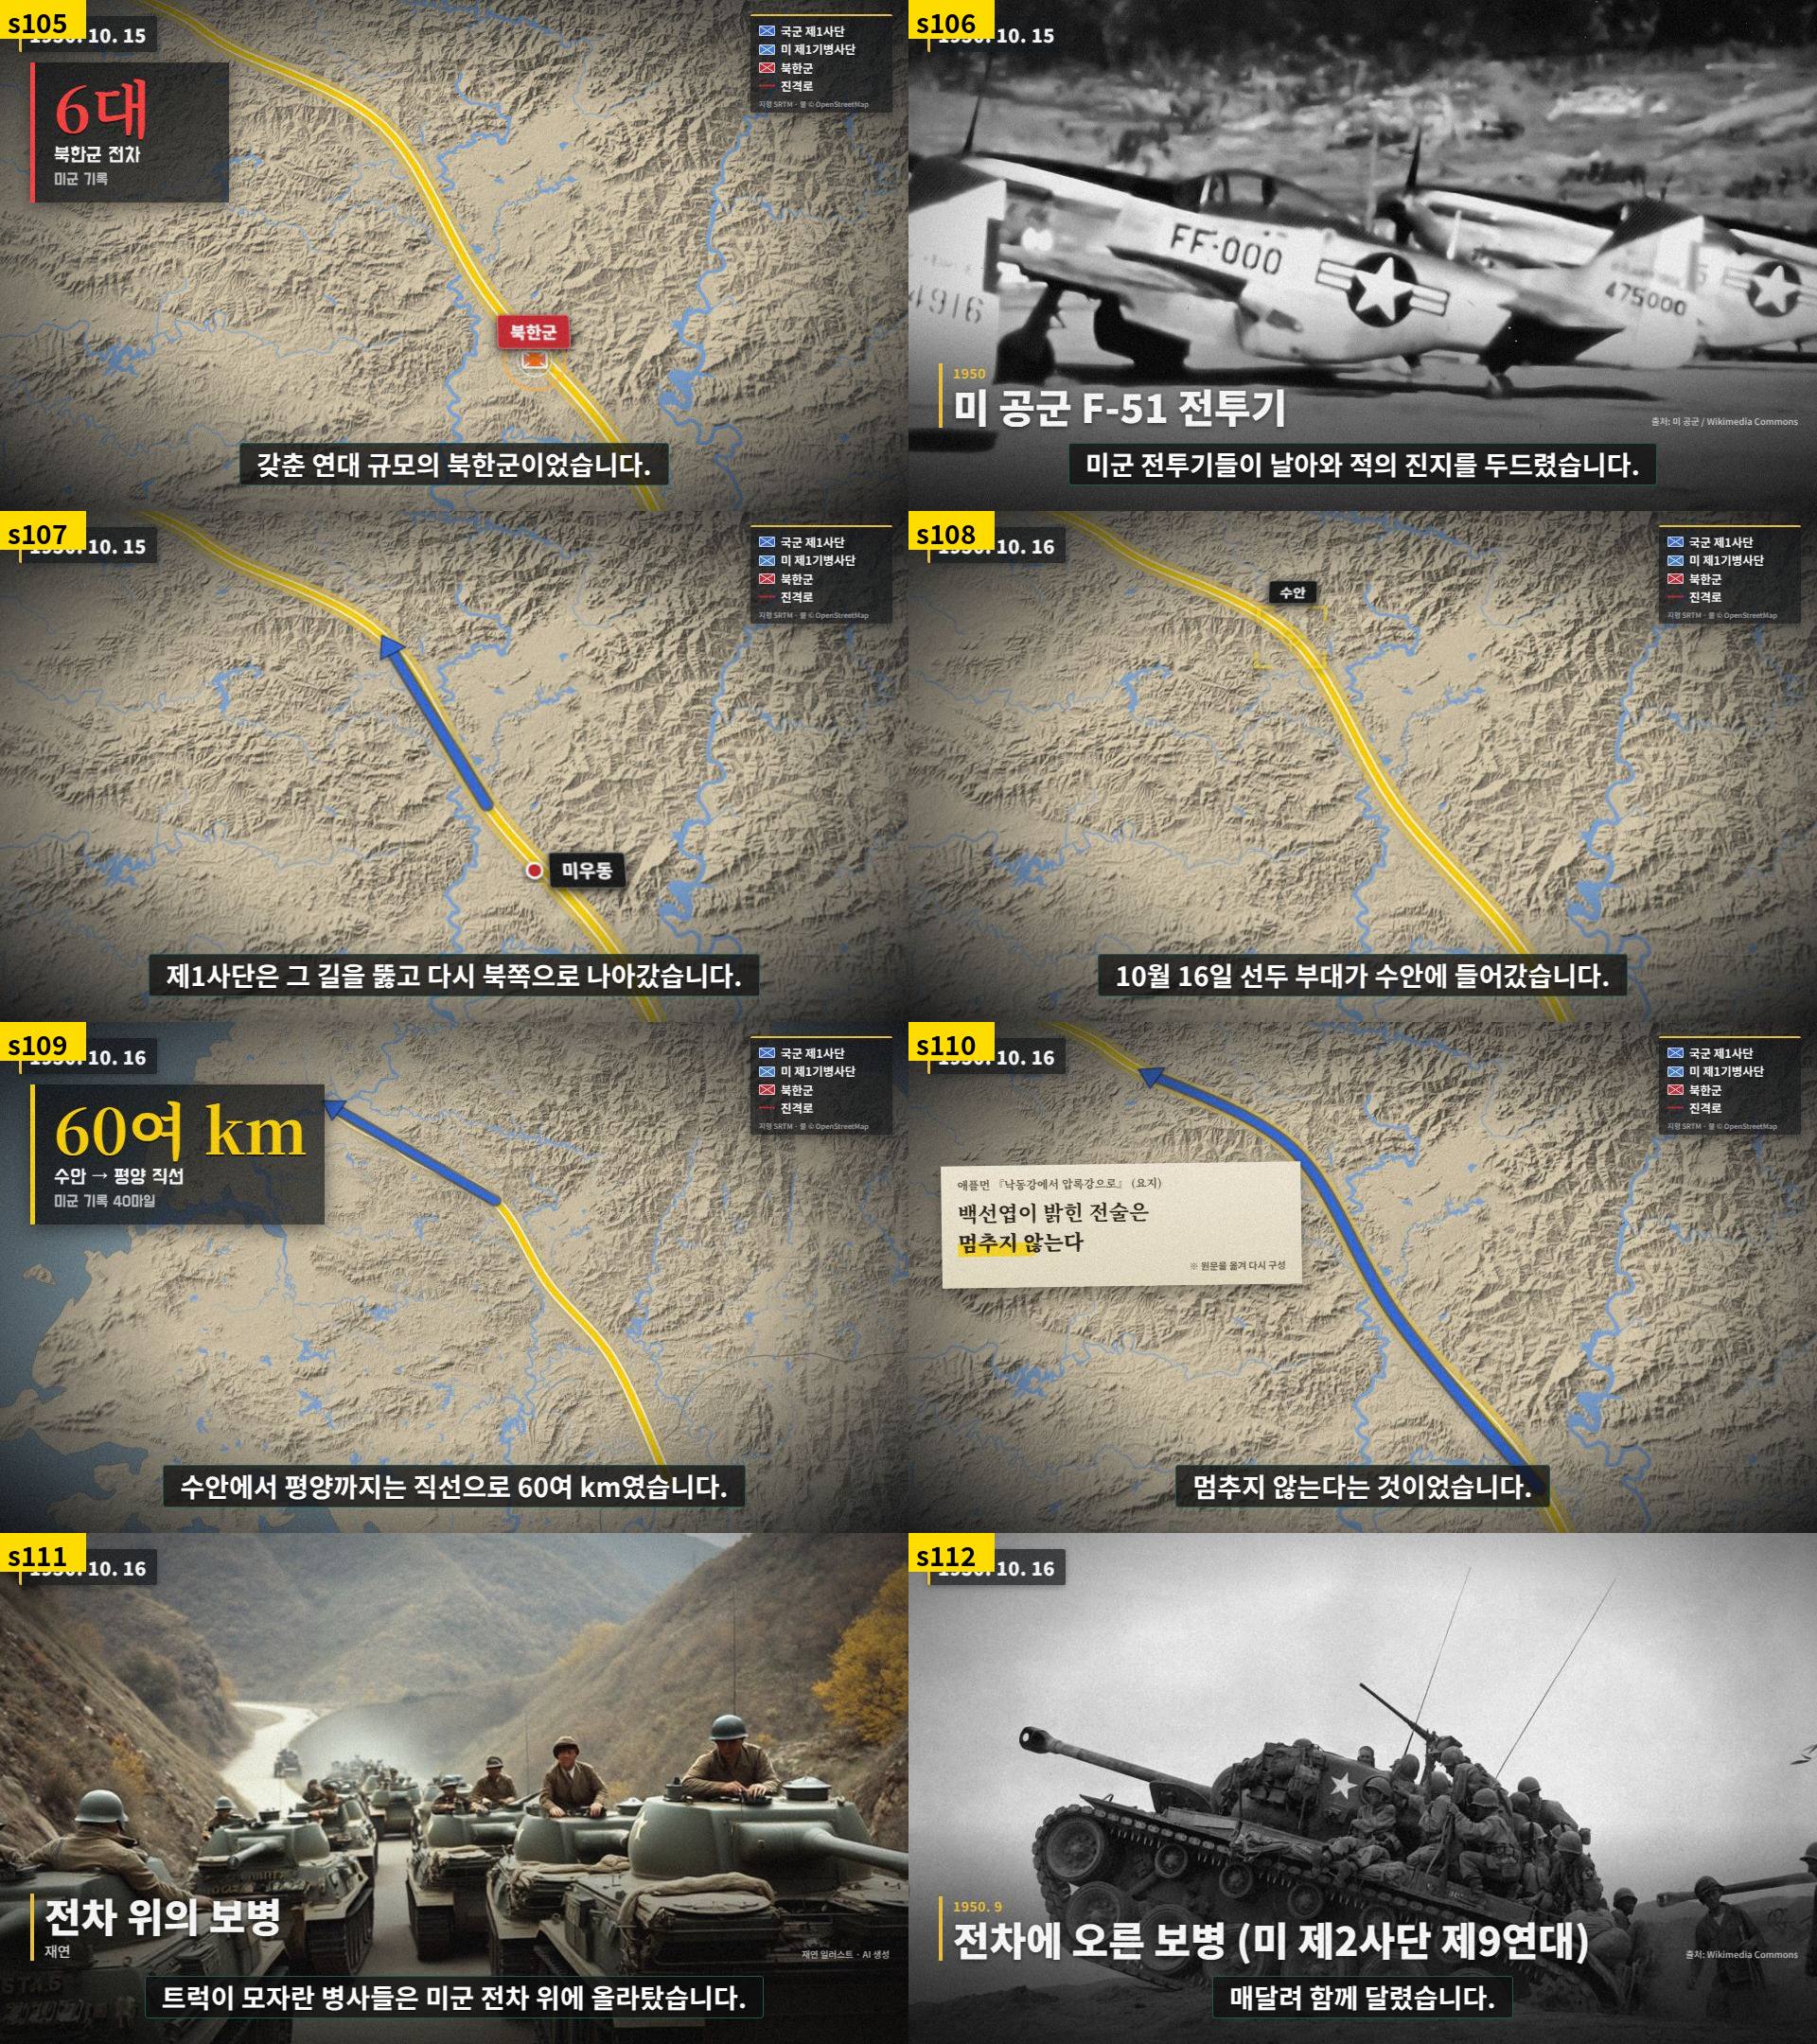 s105
10. 15
6대
북한군 전차
미군 기록
국군 제1사단
미 제1기병사단
북한군
진격로
지형 SRTM · 물 © OpenStreetMap
북한군
갖춘 연대 규모의 북한군이었습니다.
s106
10. 15
FF-000
4916
475000
1950
미 공군 F-51 전투기
출처: 미 공군 / Wikimedia Commons
미군 전투기들이 날아와 적의 진지를 두드렸습니다.
s107
10. 15
국군 제1사단
미 제1기병사단
북한군
진격로
지형 SRTM · 물 © OpenStreetMap
미우동
제1사단은 그 길을 뚫고 다시 북쪽으로 나아갔습니다.
s108
10. 16
국군 제1사단
미 제1기병사단
북한군
진격로
지형 SRTM · 물 © OpenStreetMap
수안
10월 16일 선두 부대가 수안에 들어갔습니다.
s109
10. 16
60여 km
수안 → 평양 직선
미군 기록 40마일
국군 제1사단
미 제1기병사단
북한군
진격로
지형 SRTM · 물 © OpenStreetMap
수안에서 평양까지는 직선으로 60여 km였습니다.
s110
10. 16
국군 제1사단
미 제1기병사단
북한군
진격로
지형 SRTM · 물 © OpenStreetMap
애플먼 『낙동강에서 압록강으로』 (요지)
백선엽이 밝힌 전술은
멈추지 않는다
※ 원문을 옮겨 다시 구성
멈추지 않는다는 것이었습니다.
s111
10. 16
전차 위의 보병
재연
재연 일러스트 · AI 생성
트럭이 모자란 병사들은 미군 전차 위에 올라탔습니다.
s112
10. 16
1950. 9
전차에 오른 보병 (미 제2사단 제9연대)
출처: Wikimedia Commons
매달려 함께 달렸습니다.